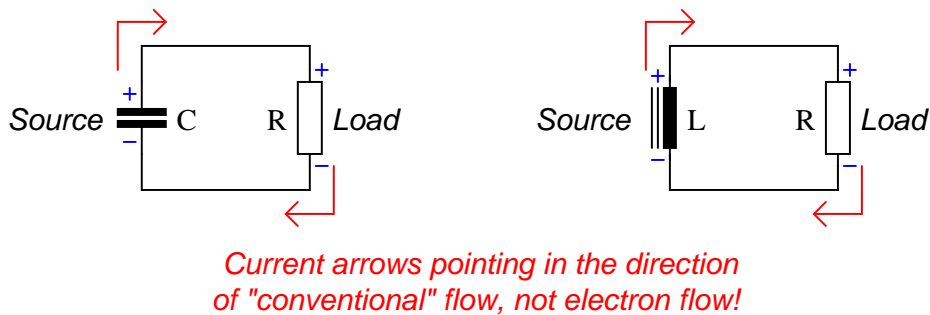 + +
Source C R Load
− −
+ +
Source L R Load
− −
Current arrows pointing in the direction
of "conventional" flow, not electron flow!